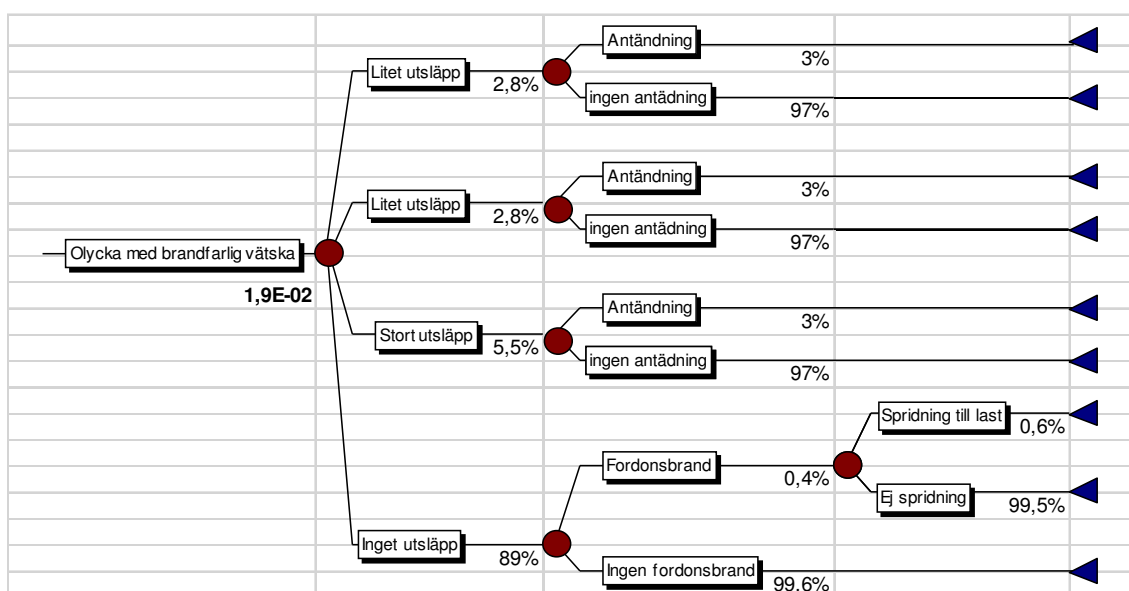 Antändning
3%
Litet utsläpp
2,8%
ingen antädning
97%
Antändning
3%
Litet utsläpp
2,8%
ingen antädning
97%
Olycka med brandfarlig vätska
1,9E-02
Antändning
3%
Stort utsläpp
5,5%
ingen antädning
97%
Spridning till last
0,6%
Fordonsbrand
0,4%
Ej spridning
99,5%
Inget utsläpp
89%
Ingen fordonsbrand
99,6%